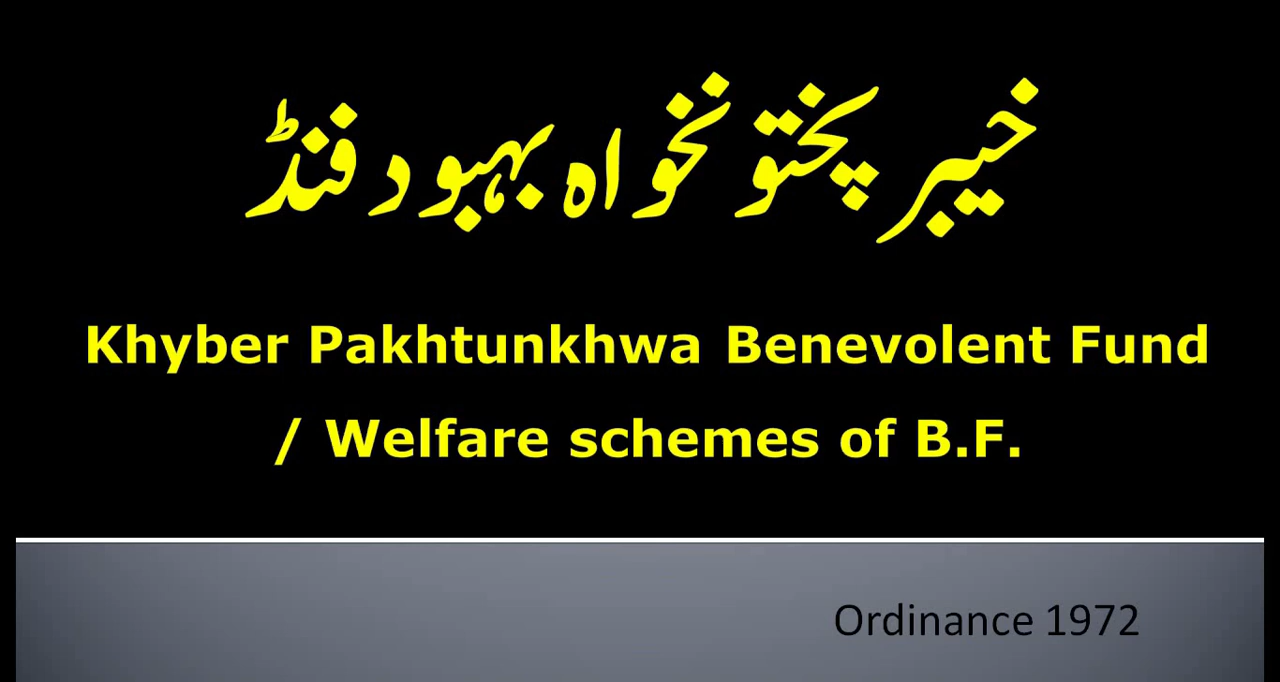 خیبر پختونخواہ بہبود فنڈ
Khyber Pakhtunkhwa Benevolent Fund
/ Welfare schemes of B.F.
Ordinance 1972